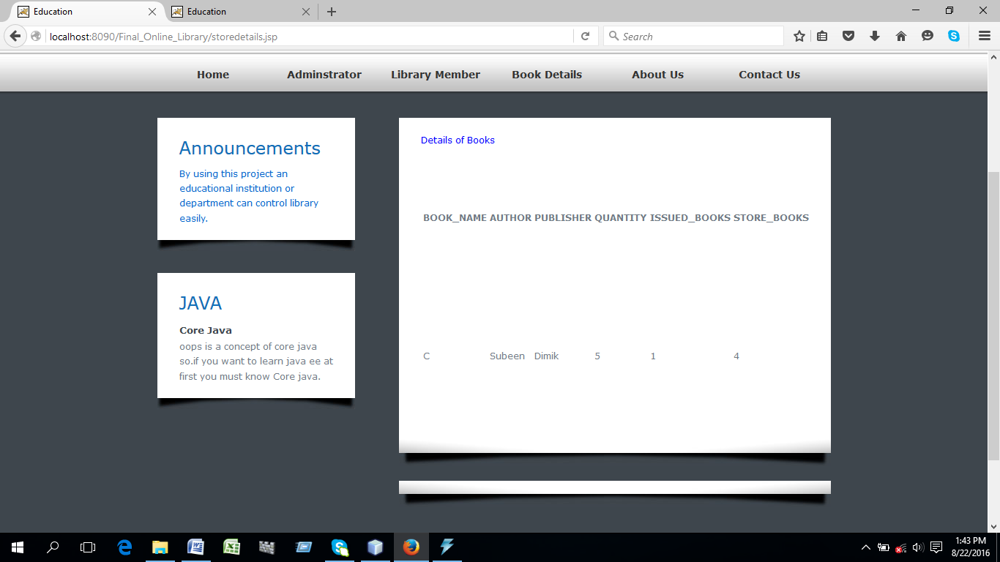 Education
Education
localhost:8090/Final_Online_Library/storedetails.jsp
Search
Home Adminstrator Library Member Book Details About Us Contact Us
Announcements
By using this project an
educational institution or
department can control library
easily.
JAVA
Core Java
oops is a concept of core java
so.if you want to learn java ee at
first you must know Core java.
Details of Books
BOOK_NAME AUTHOR PUBLISHER QUANTITY ISSUED_BOOKS STORE_BOOKS
C Subeen Dimik 5 1 4
1:43 PM
8/22/2016